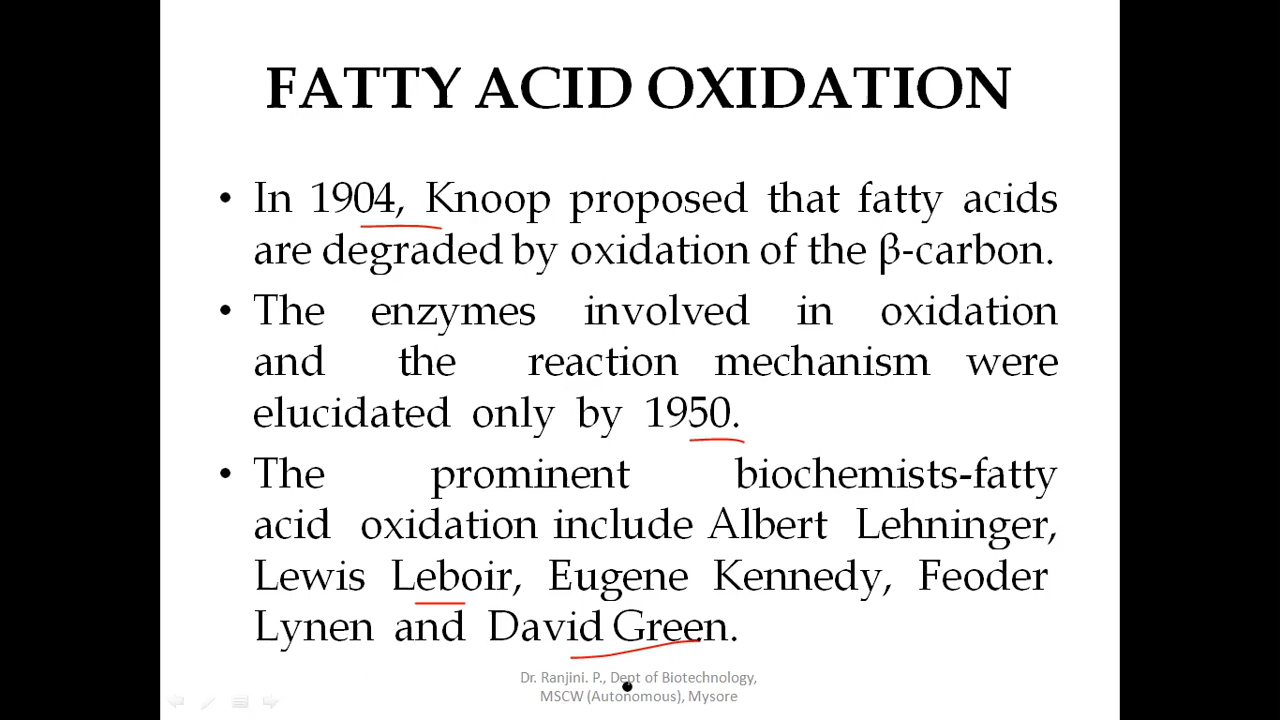 FATTY ACID OXIDATION
• In 1904, Knoop proposed that fatty acids
are degraded by oxidation of the β-carbon.
• The enzymes involved in oxidation
and the reaction mechanism were
elucidated only by 1950.
• The prominent biochemists-fatty
acid oxidation include Albert Lehninger,
Lewis Leboir, Eugene Kennedy, Feoder
Lynen and David Green.
Dr. Ranjini. P., Dept of Biotechnology,
MSCW (Autonomous), Mysore